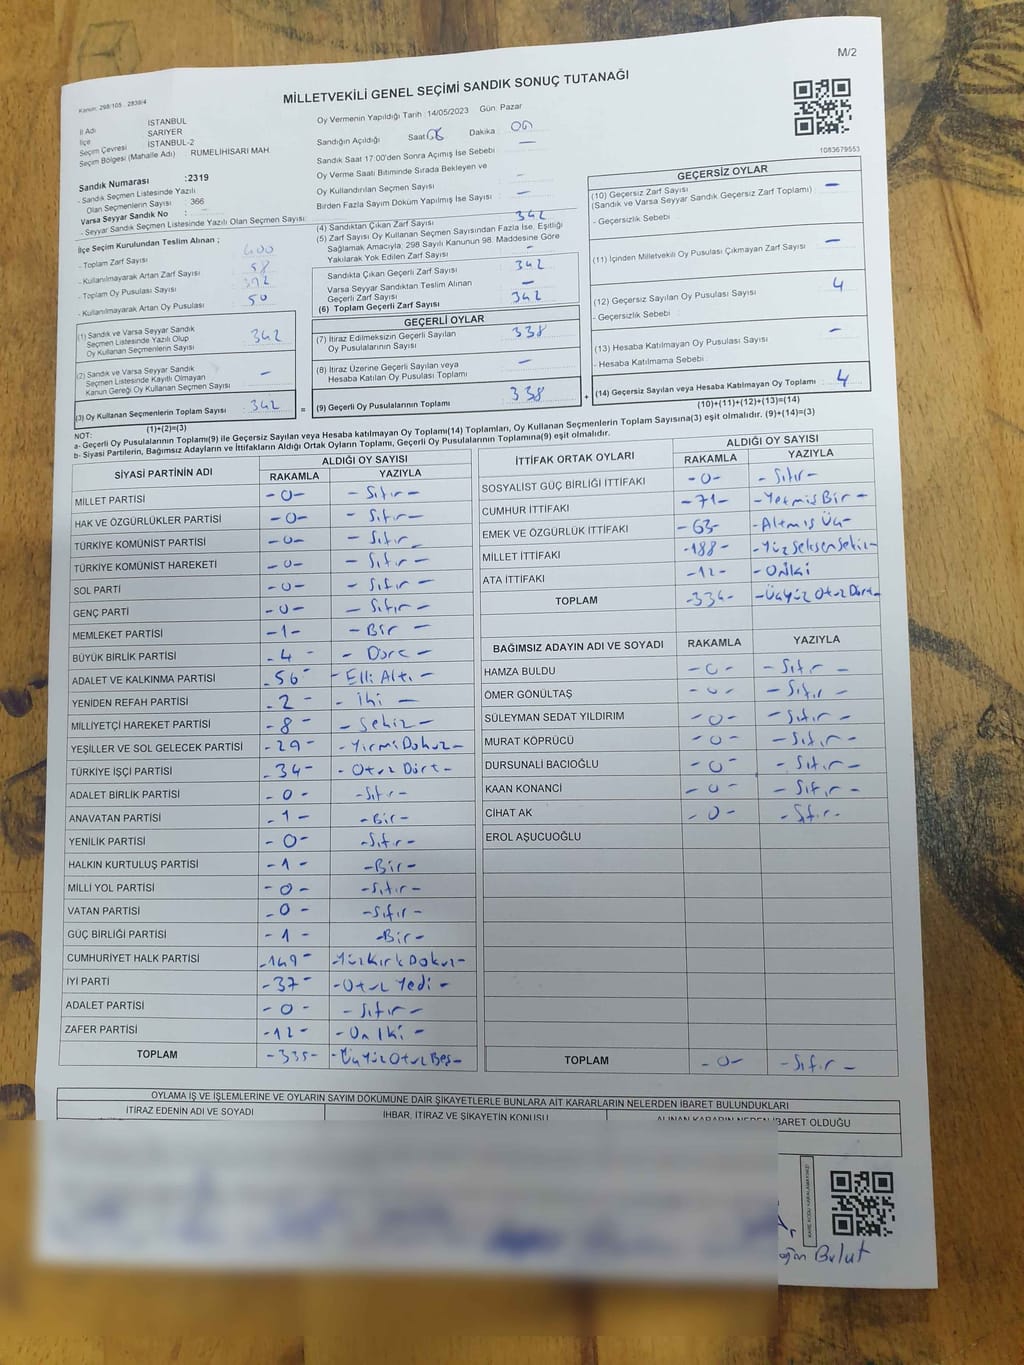 M/2
Kanun: 298/105 , 2839/4
MİLLETVEKİLİ GENEL SEÇİMİ SANDIK SONUÇ TUTANAĞI
İl Adı İSTANBUL
İlçe SARIYER
Seçim Çevresi İSTANBUL-2
Seçim Bölgesi (Mahalle Adı) RUMELİHİSARI MAH
Sandık Numarası :2319
- Sandık Seçmen Listesinde Yazılı
Olan Seçmenlerin Sayısı : 366
Varsa Seyyar Sandık No :
- Seyyar Sandık Seçmen Listesinde Yazılı Olan Seçmen Sayısı:
Oy Vermenin Yapıldığı Tarih :14/05/2023 Gün: Pazar
Sandığın Açıldığı Saat Dakika
Sandık Saat 17:00'den Sonra Açımış İse Sebebi : —
Oy Verme Saati Bitiminde Sırada Bekleyen ve
Oy Kullandırılan Seçmen Sayısı -
Birden Fazla Sayım Döküm Yapılmış İse Sayısı : -
1083679553
İlçe Seçim Kurulundan Teslim Alınan ;
- Toplam Zarf Sayısı 400
- Kullanılmayarak Artan Zarf Sayısı 58
- Toplam Oy Pusulası Sayısı 392
- Kullanılmayarak Artan Oy Pusulası 50
(1) Sandık ve Varsa Seyyar Sandık
Seçmen Listesinde Yazılı Olup
Oy Kullanan Seçmenlerin Sayısı 342
(2) Sandık ve Varsa Seyyar Sandık
Seçmen Listesinde Kayıtlı Olmayan
Kanun Gereği Oy Kullanan Seçmen Sayısı -
(3) Oy Kullanan Seçmenlerin Toplam Sayısı 342
(1)+(2)=(3)
(4) Sandıktan Çıkan Zarf Sayısı 342
(5) Zarf Sayısı Oy Kullanan Seçmen Sayısından Fazla İse, Eşitliği
Sağlamak Amacıyla; 298 Sayılı Kanunun 98. Maddesine Göre
Yakılarak Yok Edilen Zarf Sayısı -
Sandıkta Çıkan Geçerli Zarf Sayısı 342
Varsa Seyyar Sandıktan Teslim Alınan
Geçerli Zarf Sayısı —
(6) Toplam Geçerli Zarf Sayısı 342
GEÇERLİ OYLAR
(7) İtiraz Edilmeksizin Geçerli Sayılan
Oy Pusulalarının Sayısı 338
(8) İtiraz Üzerine Geçerli Sayılan veya
Hesaba Katılan Oy Pusulası Toplamı —
= (9) Geçerli Oy Pusulalarının Toplamı 338 +
GEÇERSİZ OYLAR
(10) Geçersiz Zarf Sayısı
(Sandık ve Varsa Seyyar Sandık Geçersiz Zarf Toplamı) —
- Geçersizlik Sebebi :
(11) İçinden Milletvekili Oy Pusulası Çıkmayan Zarf Sayısı —
(12) Geçersiz Sayılan Oy Pusulası Sayısı 4
- Geçersizlik Sebebi :
(13) Hesaba Katılmayan Oy Pusulası Sayısı -
- Hesaba Katılmama Sebebi :
(14) Geçersiz Sayılan veya Hesaba Katılmayan Oy Toplamı : 4
(10)+(11)+(12)+(13)=(14)
NOT:
a- Geçerli Oy Pusulalarının Toplamı(9) ile Geçersiz Sayılan veya Hesaba katılmayan Oy Toplamı(14) Toplamları, Oy Kullanan Seçmenlerin Toplam Sayısına(3) eşit olmalıdır. (9)+(14)=(3)
b- Siyasi Partilerin, Bağımsız Adayların ve İttifakların Aldığı Ortak Oyların Toplamı, Geçerli Oy Pusulalarının Toplamına(9) eşit olmalıdır.
SİYASİ PARTİNİN ADI ALDIĞI OY SAYISI
RAKAMLA YAZIYLA
MİLLET PARTİSİ -0- -Sıfır-
HAK VE ÖZGÜRLÜKLER PARTİSİ -0- -Sıfır-
TÜRKİYE KOMÜNİST PARTİSİ -0- -Sıfır-
TÜRKİYE KOMÜNİST HAREKETİ -0- -Sıfır-
SOL PARTİ -0- -Sıfır-
GENÇ PARTİ -0- -Sıfır-
MEMLEKET PARTİSİ -1- -Bir-
BÜYÜK BİRLİK PARTİSİ -4- -Dört-
ADALET VE KALKINMA PARTİSİ -56- -Elli Altı-
YENİDEN REFAH PARTİSİ -2- -İki-
MİLLİYETÇİ HAREKET PARTİSİ -8- -Sekiz-
YEŞİLLER VE SOL GELECEK PARTİSİ -29- -YirmiDokuz-
TÜRKİYE İŞÇİ PARTİSİ -34- -Otuz Dört-
ADALET BİRLİK PARTİSİ -0- -Sıfır-
ANAVATAN PARTİSİ -1- -Bir-
YENİLİK PARTİSİ -0- -Sıfır-
HALKIN KURTULUŞ PARTİSİ -1- -Bir-
MİLLİ YOL PARTİSİ -0- -Sıfır-
VATAN PARTİSİ -0- -Sıfır-
GÜÇ BİRLİĞİ PARTİSİ -1- -Bir-
CUMHURİYET HALK PARTİSİ -149- -YüzKırk Dokuz-
İYİ PARTİ -37- -Otuz Yedi-
ADALET PARTİSİ -0- -Sıfır-
ZAFER PARTİSİ -12- -On İki-
TOPLAM -335- -ÜçYüz Otuz Beş-
İTTİFAK ORTAK OYLARI ALDIĞI OY SAYISI
RAKAMLA YAZIYLA
SOSYALİST GÜÇ BİRLİĞİ İTTİFAKI -0- -Sıfır-
CUMHUR İTTİFAKI -71- -Yetmiş Bir-
EMEK VE ÖZGÜRLÜK İTTİFAKI -63- -Altmış Üç-
MİLLET İTTİFAKI -188- -YüzSeksenSekiz-
ATA İTTİFAKI -12- -Oniki
TOPLAM -334- -Üçyüz Otuz Dört-
BAĞIMSIZ ADAYIN ADI VE SOYADI RAKAMLA YAZIYLA
HAMZA BULDU -0- -Sıfır-
ÖMER GÖNÜLTAŞ -0- -Sıfır-
SÜLEYMAN SEDAT YILDIRIM -0- -Sıfır-
MURAT KÖPRÜCÜ -0- -Sıfır-
DURSUNALİ BACIOĞLU -0- -Sıfır-
KAAN KONANCİ -0- -Sıfır-
CİHAT AK -0- -Sıfır-
EROL AŞUCUOĞLU
TOPLAM -0- -Sıfır-
OYLAMA İŞ VE İŞLEMLERİNE VE OYLARIN SAYIM DÖKÜMÜNE DAİR ŞİKAYETLERLE BUNLARA AİT KARARLARIN NELERDEN İBARET BULUNDUKLARI
İTİRAZ EDENİN ADI VE SOYADI İHBAR, İTİRAZ VE ŞİKAYETİN KONUSU ALINAN KARARIN NEDEN İBARET OLDUĞU
KARE KODU KARALAMAYINIZ!
Bulut